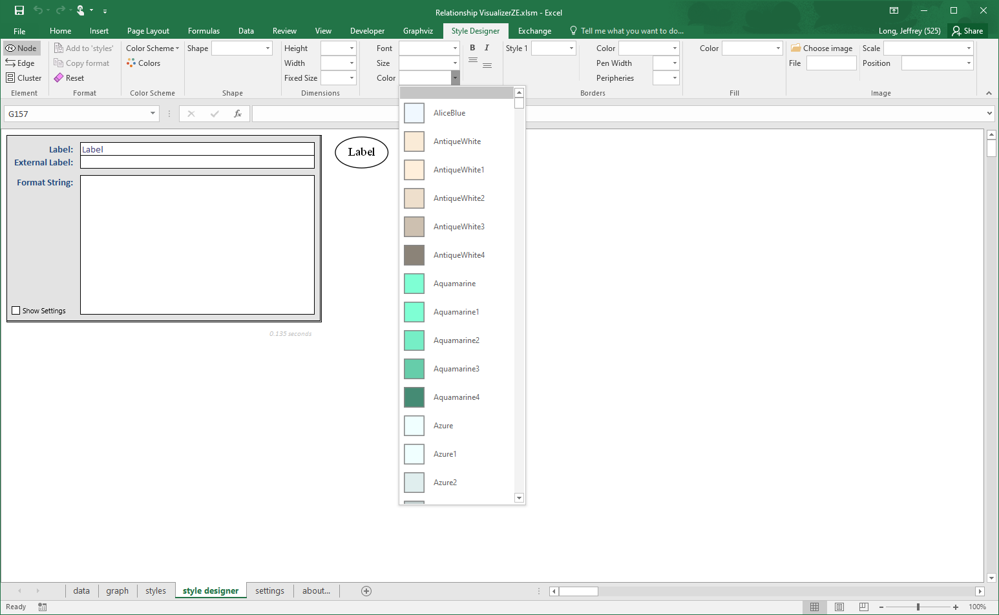 Relationship VisualizerZE.xlsm - Excel
File Home Insert Page Layout Formulas Data Review View Developer Graphviz Style Designer Exchange Tell me what you want to do... Long, Jeffrey (525) Share
Node Add to 'styles' Color Scheme Shape Height Font B I Style 1 Color Color Choose image Scale
Edge Copy format Colors Width Size Pen Width File Position
Cluster Reset Fixed Size Color Peripheries
Element Format Color Scheme Shape Dimensions Borders Fill Image
G157 fx
Label: Label
External Label:
Format String:
Show Settings
0.135 seconds
Label
AliceBlue
AntiqueWhite
AntiqueWhite1
AntiqueWhite2
AntiqueWhite3
AntiqueWhite4
Aquamarine
Aquamarine1
Aquamarine2
Aquamarine3
Aquamarine4
Azure
Azure1
Azure2
data graph styles style designer settings about...
Ready 100%